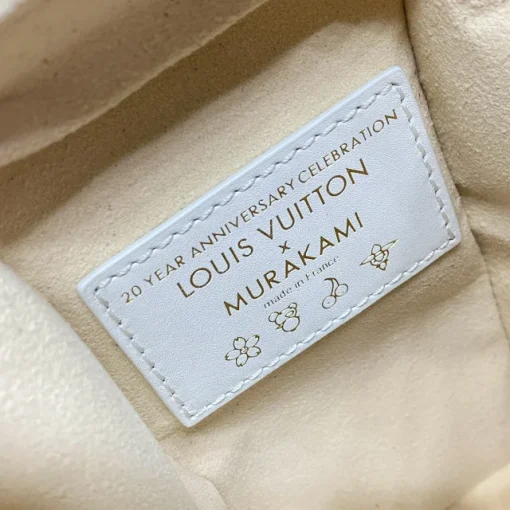 20 YEAR ANNIVERSARY CELEBRATION
LOUIS VUITTON
x
MURAKAMI
made in France